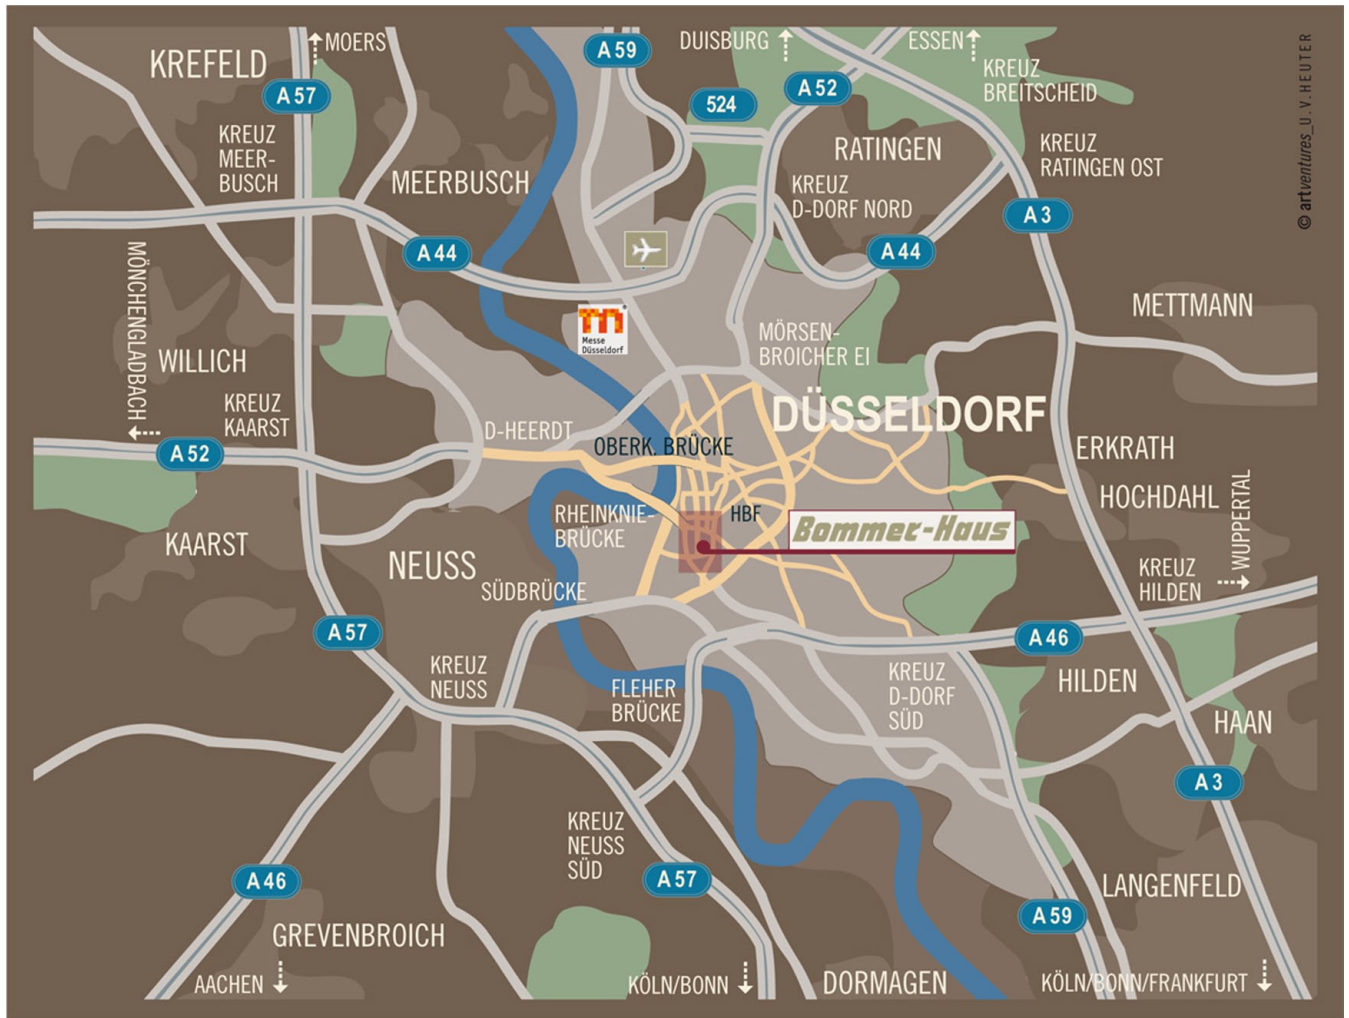 MOERS
A 59
DUISBURG
ESSEN
KREFELD
A 57
524
A 52
KREUZ
BREITSCHEID
© artventures_U.V.HEUTER
KREUZ
MEER-
BUSCH
MEERBUSCH
RATINGEN
KREUZ
RATINGEN OST
KREUZ
D-DORF NORD
A 3
A 44
A 44
MÖNCHENGLADBACH
Messe
Düsseldorf
METTMANN
MÖRSEN-
BROICHER EI
WILLICH
KREUZ
KAARST
DÜSSELDORF
D-HEERDT
OBERK. BRÜCKE
A 52
ERKRATH
HOCHDAHL
WUPPERTAL
KAARST
RHEINKNIE-
BRÜCKE
HBF
Bommer-Haus
NEUSS
SÜDBRÜCKE
KREUZ
HILDEN
A 57
A 46
KREUZ
NEUSS
FLEHER
BRÜCKE
KREUZ
D-DORF
SÜD
HILDEN
HAAN
A 3
KREUZ
NEUSS
SÜD
A 46
A 57
LANGENFELD
A 59
GREVENBROICH
AACHEN
KÖLN/BONN
DORMAGEN
KÖLN/BONN/FRANKFURT